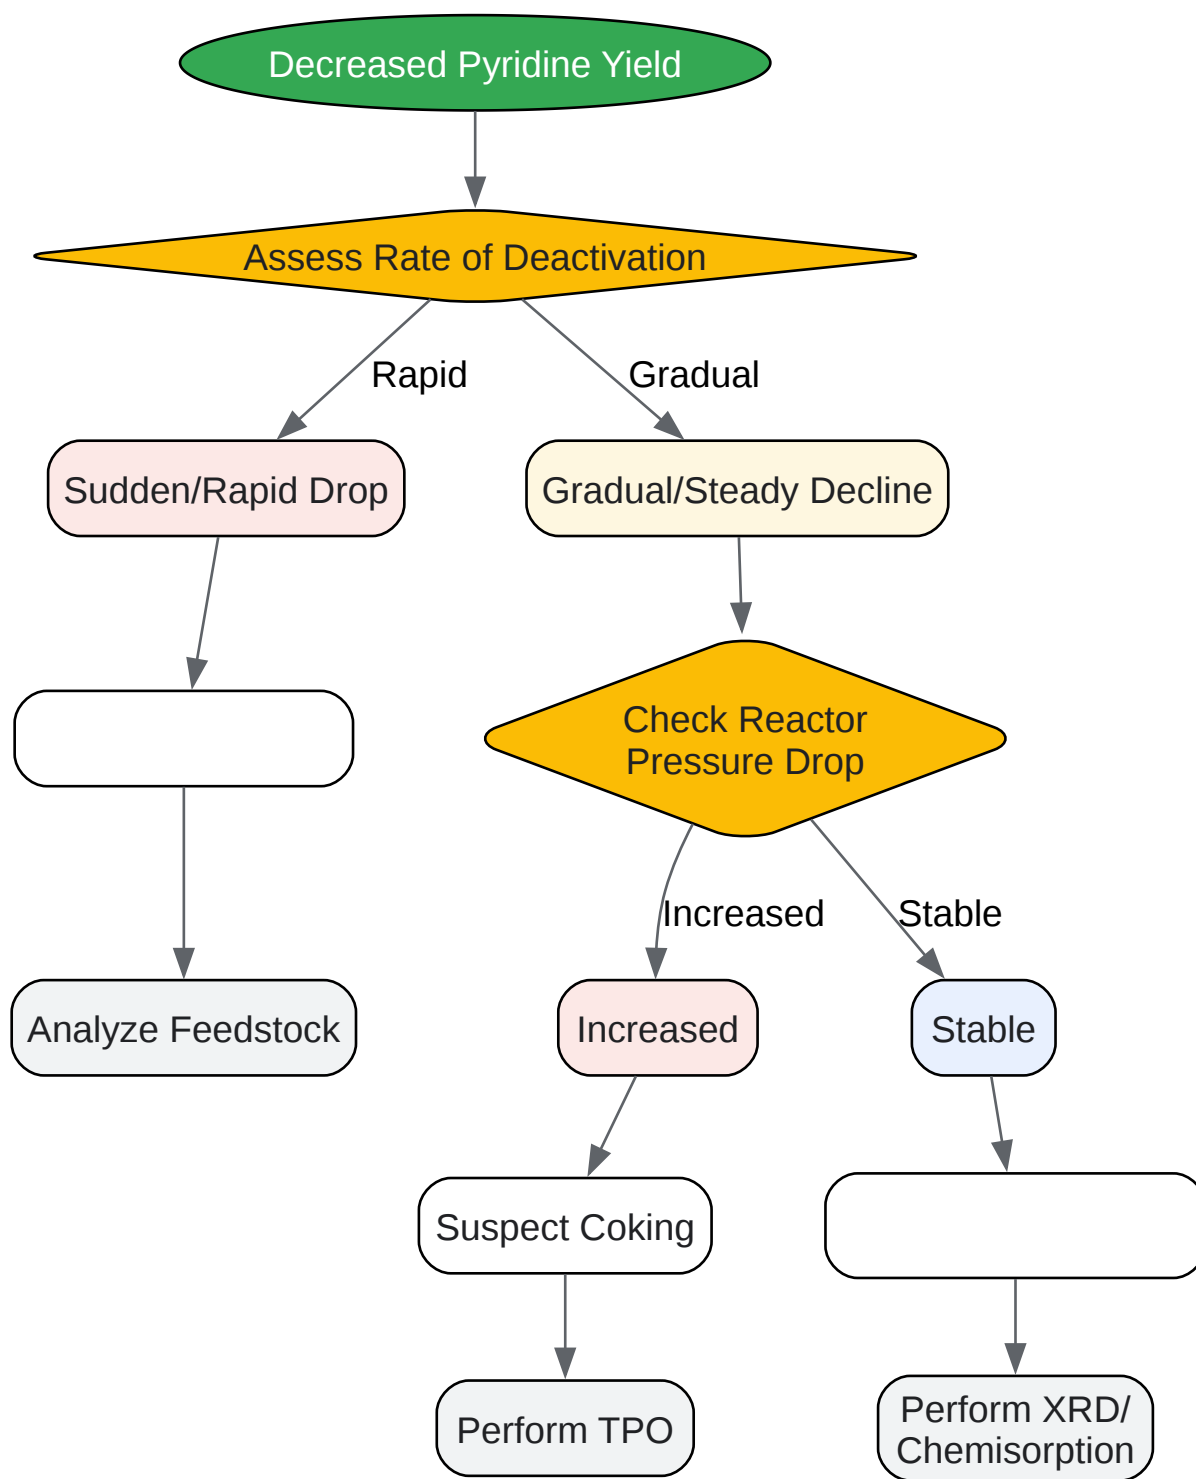 Decreased Pyridine Yield
Assess Rate of Deactivation
Rapid
Gradual
Sudden/Rapid Drop
Gradual/Steady Decline
Check Reactor
Pressure Drop
Increased
Stable
Analyze Feedstock
Increased
Stable
Suspect Coking
Perform TPO
Perform XRD/
Chemisorption